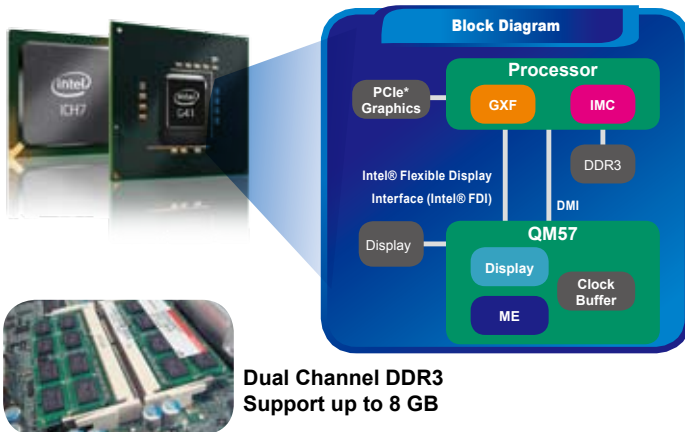 intel
ICH7
intel
G41
Block Diagram
Processor
PCIe*
Graphics
GXF
IMC
DDR3
Intel® Flexible Display
Interface (Intel® FDI)
DMI
QM57
Display
Display
Clock
Buffer
ME
Dual Channel DDR3
Support up to 8 GB